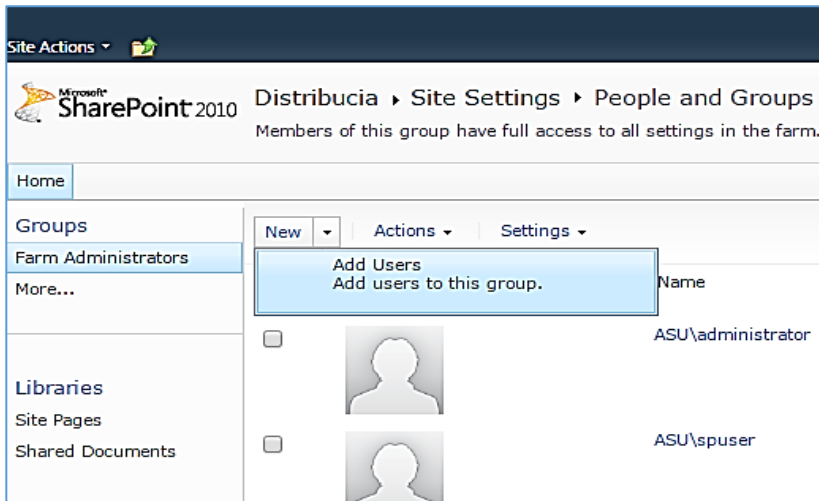 Site Actions
Microsoft®
SharePoint 2010
Distribucia ▸ Site Settings ▸ People and Groups
Members of this group have full access to all settings in the farm.
Home
Groups
Farm Administrators
More...
Libraries
Site Pages
Shared Documents
New Actions Settings
Add Users
Add users to this group.
Name
ASU\administrator
ASU\spuser